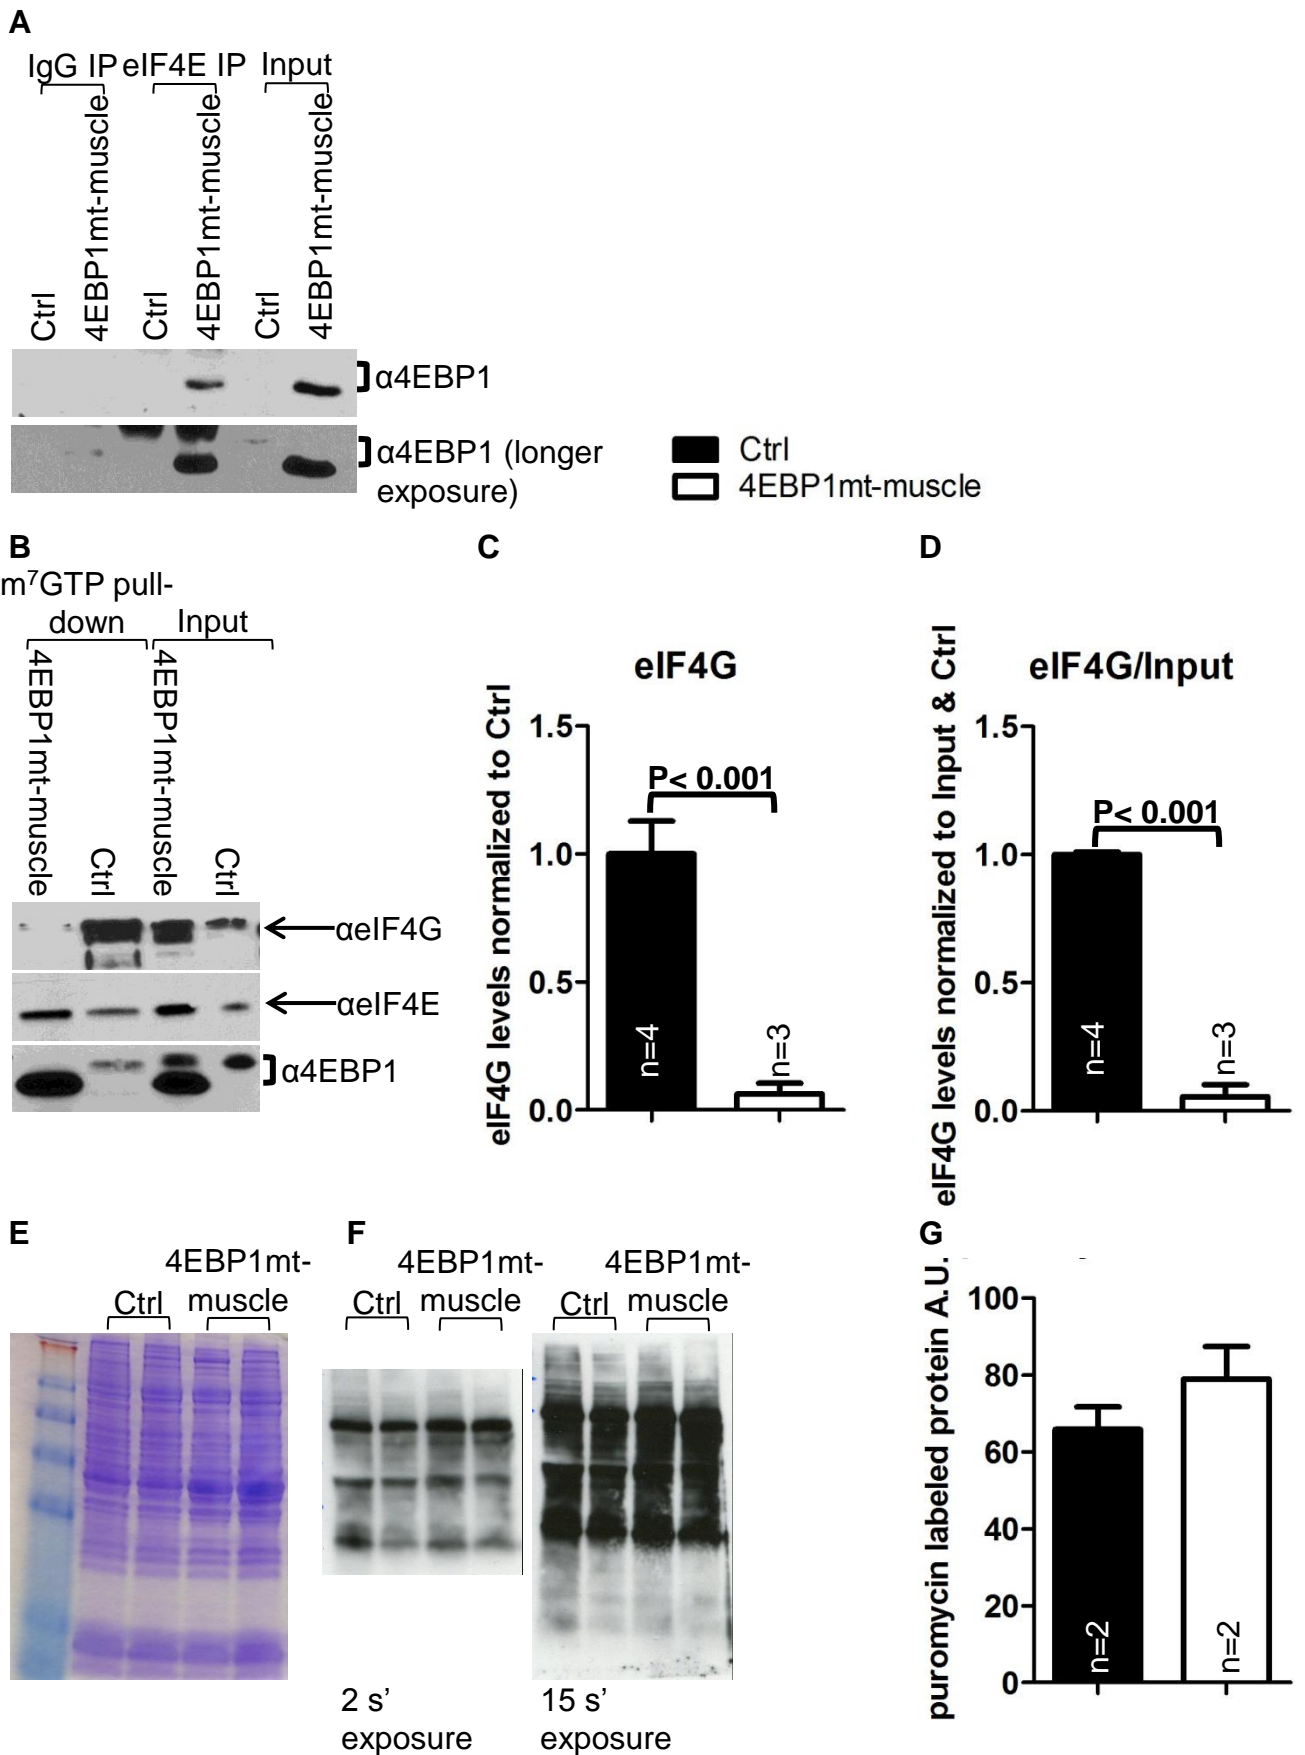 A
IgG IP eIF4E IP Input
Ctrl
4EBP1mt-muscle
Ctrl
4EBP1mt-muscle
Ctrl
4EBP1mt-muscle
α4EBP1
α4EBP1 (longer
exposure)
Ctrl
4EBP1mt-muscle
B
m⁷GTP pull-
down
Input
4EBP1mt-muscle
Ctrl
4EBP1mt-muscle
Ctrl
αeIF4G
αeIF4E
α4EBP1
C
eIF4G
eIF4G levels normalized to Ctrl
1.5
1.0
0.5
0.0
P< 0.001
n=4
n=3
D
eIF4G/Input
eIF4G levels normalized to Input & Ctrl
1.5
1.0
0.5
0.0
P< 0.001
n=4
n=3
E
Ctrl
4EBP1mt-
muscle
F
Ctrl
4EBP1mt-
muscle
Ctrl
4EBP1mt-
muscle
2 s’
exposure
15 s’
exposure
G
puromycin labeled protein A.U.
100
80
60
40
20
0
n=2
n=2